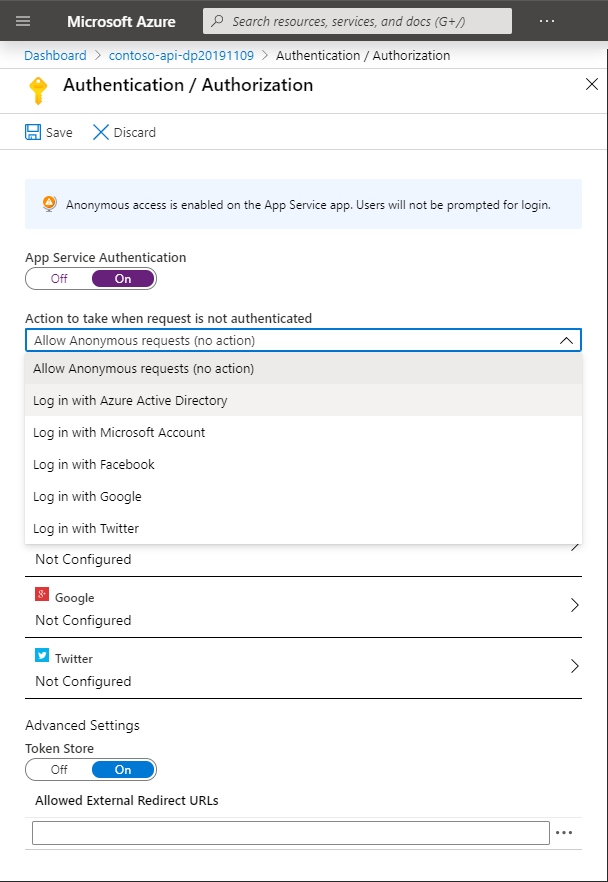 Microsoft Azure
Search resources, services, and docs (G+/)
...
Dashboard > contoso-api-dp20191109 > Authentication / Authorization
Authentication / Authorization
Save
Discard
Anonymous access is enabled on the App Service app. Users will not be prompted for login.
App Service Authentication
Off On
Action to take when request is not authenticated
Allow Anonymous requests (no action)
Allow Anonymous requests (no action)
Log in with Azure Active Directory
Log in with Microsoft Account
Log in with Facebook
Log in with Google
Log in with Twitter
Not Configured
Google
Not Configured
Twitter
Not Configured
Advanced Settings
Token Store
Off On
Allowed External Redirect URLs
...